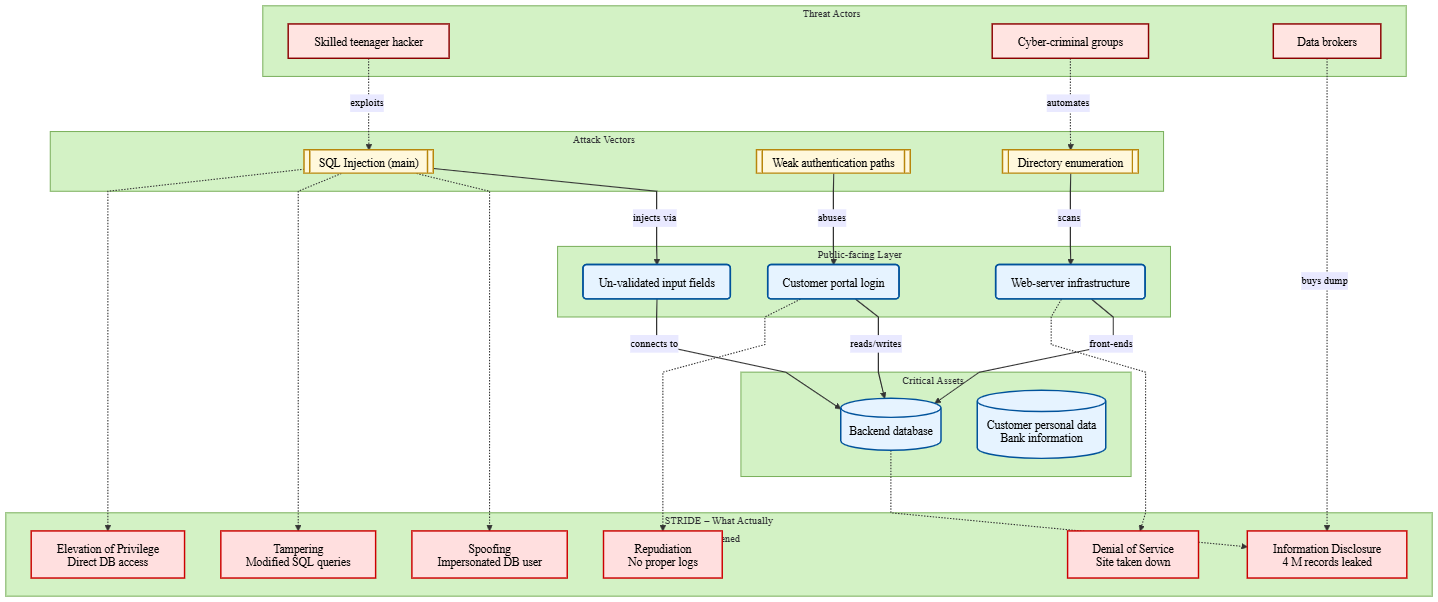 Threat Actors
Skilled teenager hacker
Cyber-criminal groups
Data brokers
exploits
automates
Attack Vectors
SQL Injection (main)
Weak authentication paths
Directory enumeration
injects via
abuses
scans
Public-facing Layer
Un-validated input fields
Customer portal login
Web-server infrastructure
buys dump
connects to
reads/writes
front-ends
Critical Assets
Backend database
Customer personal data
Bank information
STRIDE – What Actually
ened
Elevation of Privilege
Direct DB access
Tampering
Modified SQL queries
Spoofing
Impersonated DB user
Repudiation
No proper logs
Denial of Service
Site taken down
Information Disclosure
4 M records leaked